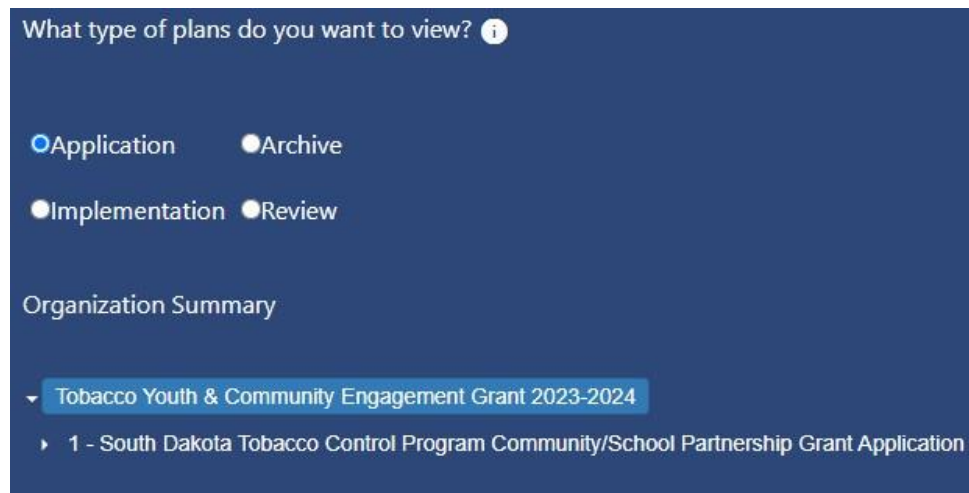 What type of plans do you want to view? i
Application Archive
Implementation Review
Organization Summary
Tobacco Youth & Community Engagement Grant 2023-2024
1 - South Dakota Tobacco Control Program Community/School Partnership Grant Application